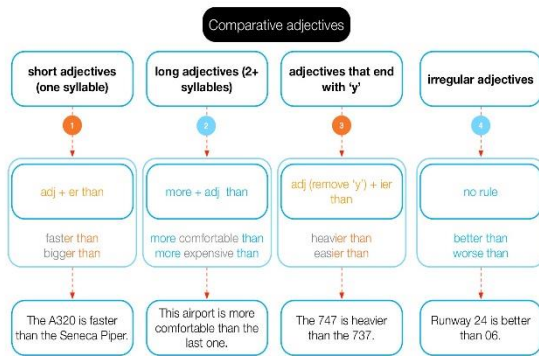 Comparative adjectives
short adjectives
(one syllable)
1
adj + er than
faster than
bigger than
The A320 is faster
than the Seneca Piper.
long adjectives (2+
syllables)
2
more + adj than
more comfortable than
more expensive than
This airport is more
comfortable than the
last one.
adjectives that end
with ‘y’
3
adj (remove ‘y’) + ier
than
heavier than
easier than
The 747 is heavier
than the 737.
irregular adjectives
4
no rule
better than
worse than
Runway 24 is better
than 06.